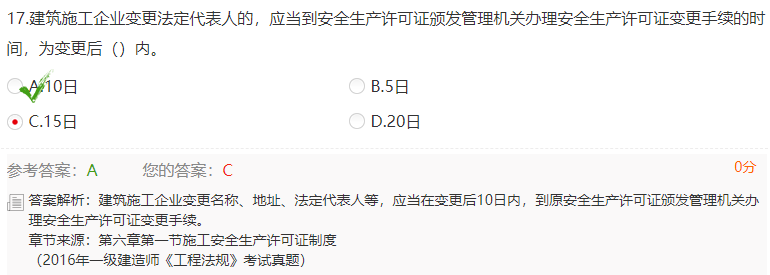 17.建筑施工企业变更法定代表人的，应当到安全生产许可证颁发管理机关办理安全生产许可证变更手续的时
间，为变更后（）内。
A.10日
B.5日
C.15日
D.20日
参考答案：A 您的答案：C 0分
答案解析：建筑施工企业变更名称、地址、法定代表人等，应当在变更后10日内，到原安全生产许可证颁发管理机关办
理安全生产许可证变更手续。
章节来源：第六章第一节施工安全生产许可证制度
（2016年一级建造师《工程法规》考试真题）